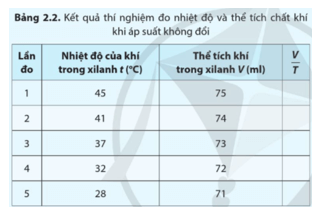 Bảng 2.2. Kết quả thí nghiệm đo nhiệt độ và thể tích chất khí
khi áp suất không đổi
Lần đo | Nhiệt độ của khí trong xilanh t (°C) | Thể tích khí trong xilanh V (ml) | V/T
1 | 45 | 75
2 | 41 | 74
3 | 37 | 73
4 | 32 | 72
5 | 28 | 71